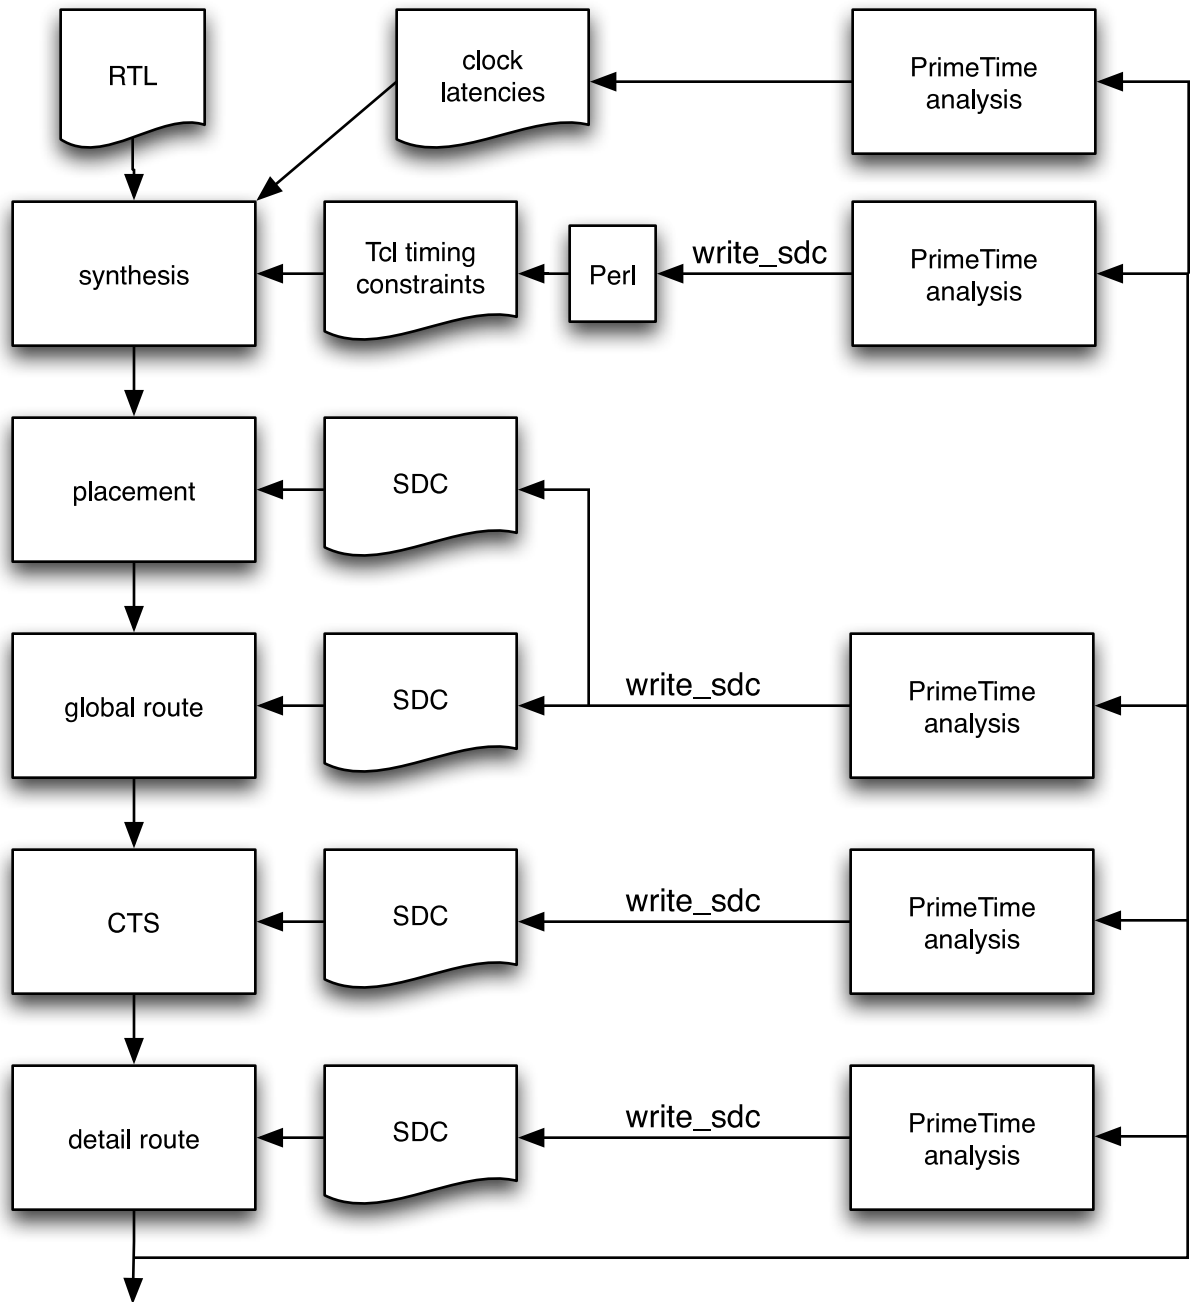 RTL
clock
latencies
PrimeTime
analysis
synthesis
Tcl timing
constraints
Perl
write_sdc
PrimeTime
analysis
placement
SDC
global route
SDC
write_sdc
PrimeTime
analysis
CTS
SDC
write_sdc
PrimeTime
analysis
detail route
SDC
write_sdc
PrimeTime
analysis